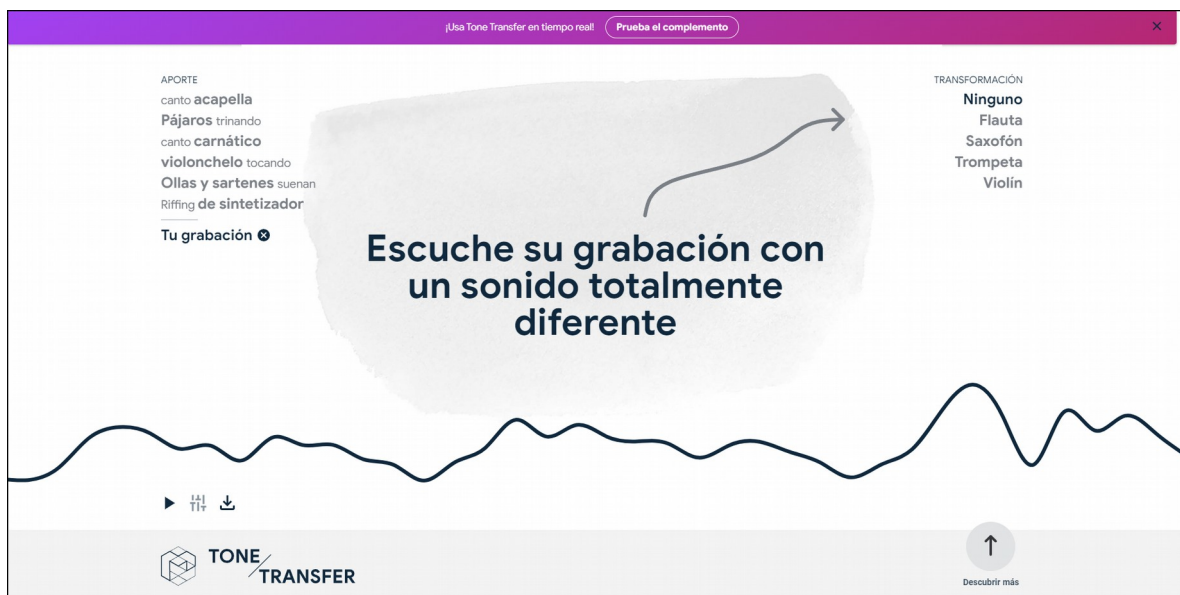 ¡Usa Tone Transfer en tiempo real! Prueba el complemento
APORTE
canto acapella
Pájaros trinando
canto carnático
violonchelo tocando
Ollas y sartenes suenan
Riffing de sintetizador
Tu grabación
TRANSFORMACIÓN
Ninguno
Flauta
Saxofón
Trompeta
Violín
Escuche su grabación con
un sonido totalmente
diferente
TONE
TRANSFER
Descubrir más